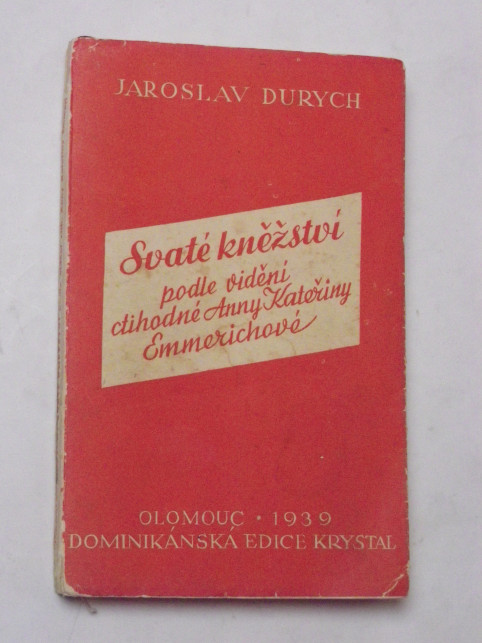 JAROSLAV DURYCH
Svaté kněžství
podle vidění
ctihodné Anny Kateřiny
Emmerichové
OLOMOUC · 1939
DOMINIKÁNSKÁ EDICE KRYSTAL